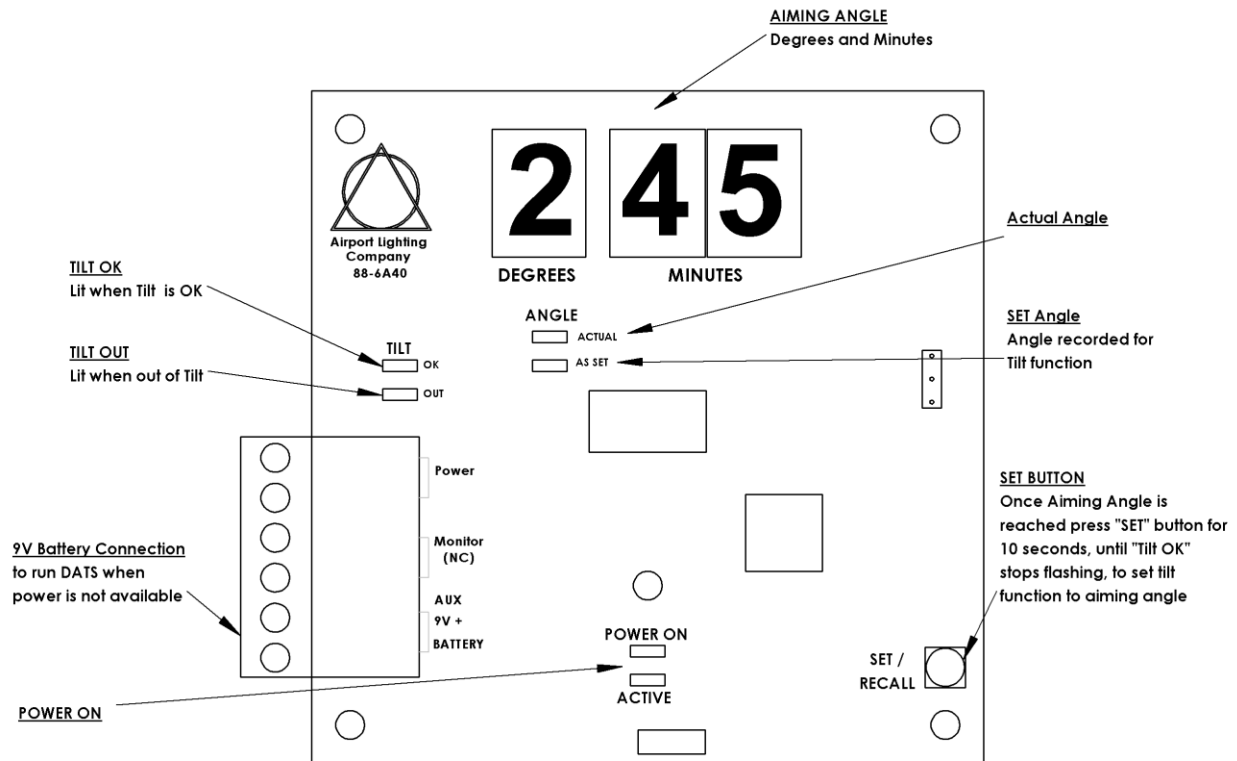 AIMING ANGLE
Degrees and Minutes
2 45
DEGREES MINUTES
Airport Lighting
Company
88-6A40
Actual Angle
ANGLE
ACTUAL
AS SET
SET Angle
Angle recorded for
Tilt function
TILT OK
Lit when Tilt is OK
TILT OUT
Lit when out of Tilt
TILT
OK
OUT
Power
Monitor
(NC)
AUX
9V +
BATTERY
9V Battery Connection
to run DATS when
power is not available
SET BUTTON
Once Aiming Angle is
reached press "SET" button for
10 seconds, until "Tilt OK"
stops flashing, to set tilt
function to aiming angle
POWER ON
ACTIVE
SET /
RECALL
POWER ON